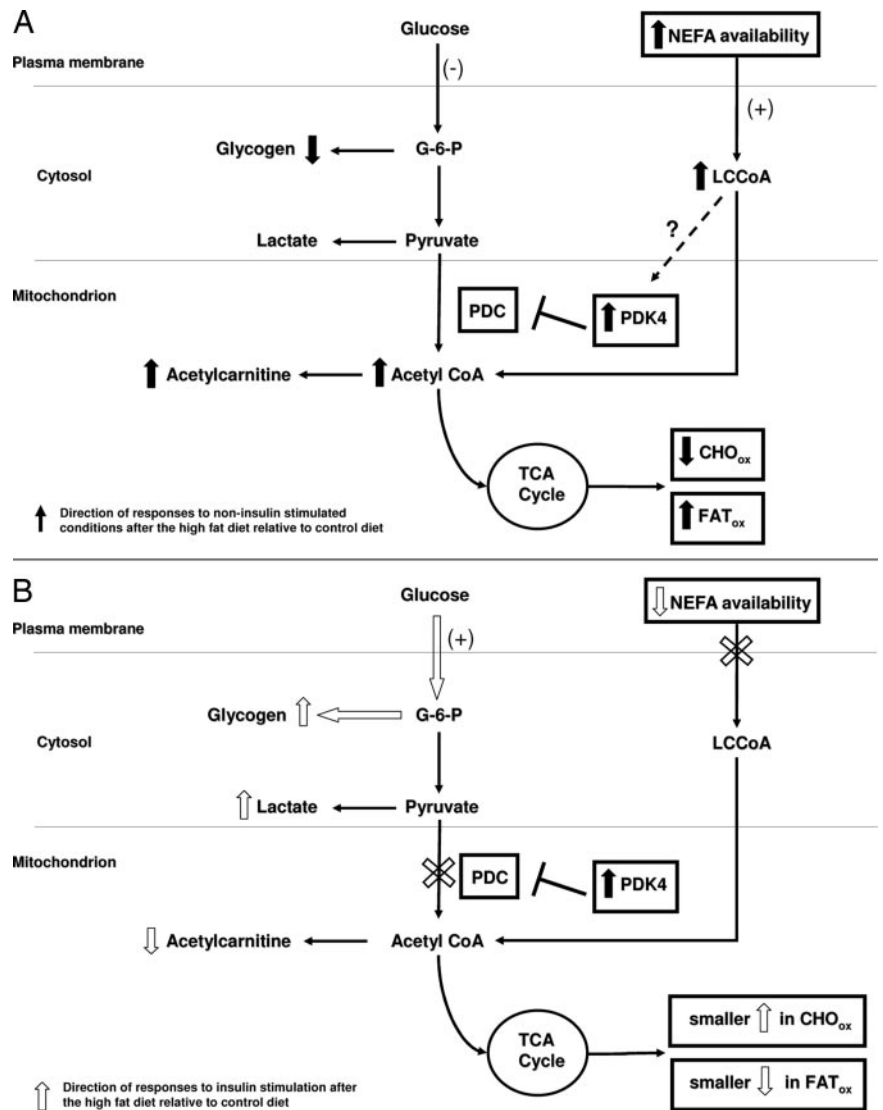 A
Glucose
NEFA availability
Plasma membrane
(-)
(+)
Glycogen
G-6-P
Cytosol
LCCoA
?
Lactate
Pyruvate
Mitochondrion
PDC
PDK4
Acetylcarnitine
Acetyl CoA
TCA
Cycle
CHOox
FATox
Direction of responses to non-insulin stimulated
conditions after the high fat diet relative to control diet
B
Glucose
NEFA availability
Plasma membrane
(+)
Glycogen
G-6-P
Cytosol
LCCoA
Lactate
Pyruvate
Mitochondrion
PDC
PDK4
Acetylcarnitine
Acetyl CoA
TCA
Cycle
smaller in CHOox
smaller in FATox
Direction of responses to insulin stimulation after
the high fat diet relative to control diet